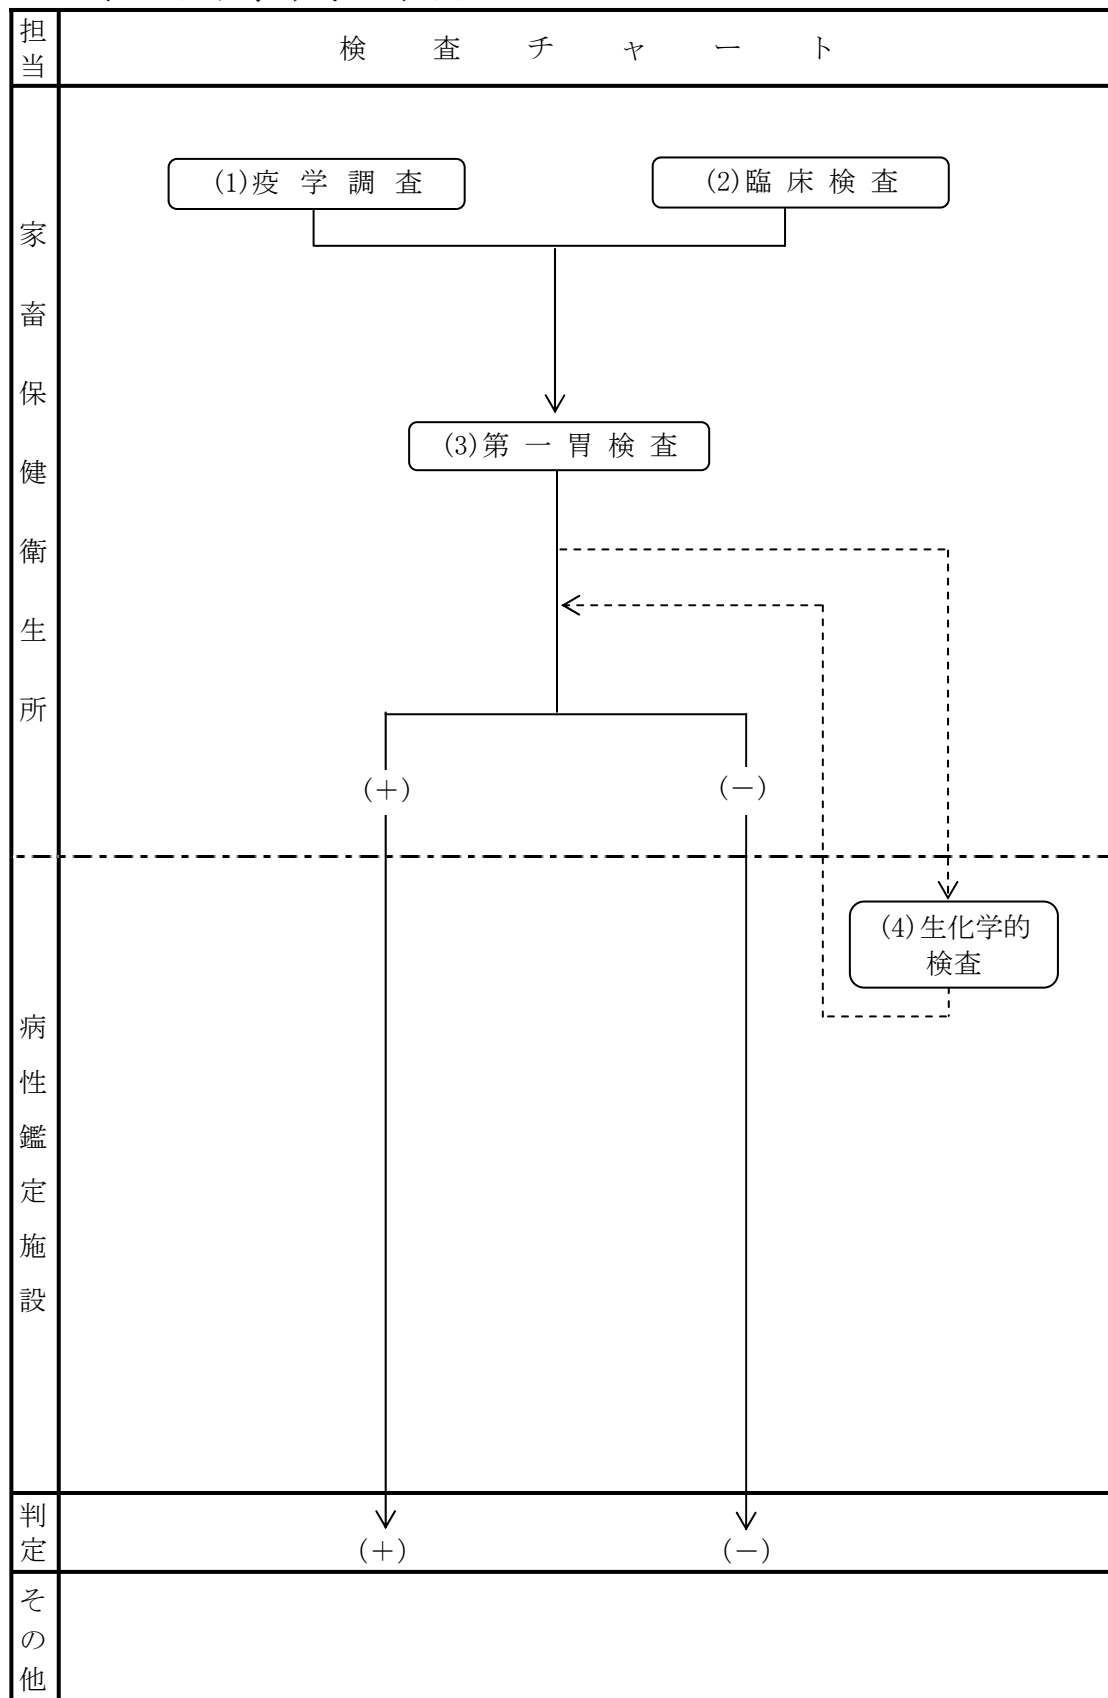 担当
検査チャート
(1)疫学調査
(2)臨床検査
家畜保健衛生所
(3)第一胃検査
(+)
(-)
(4)生化学的
検査
病性鑑定施設
判定
(+)
(-)
その他